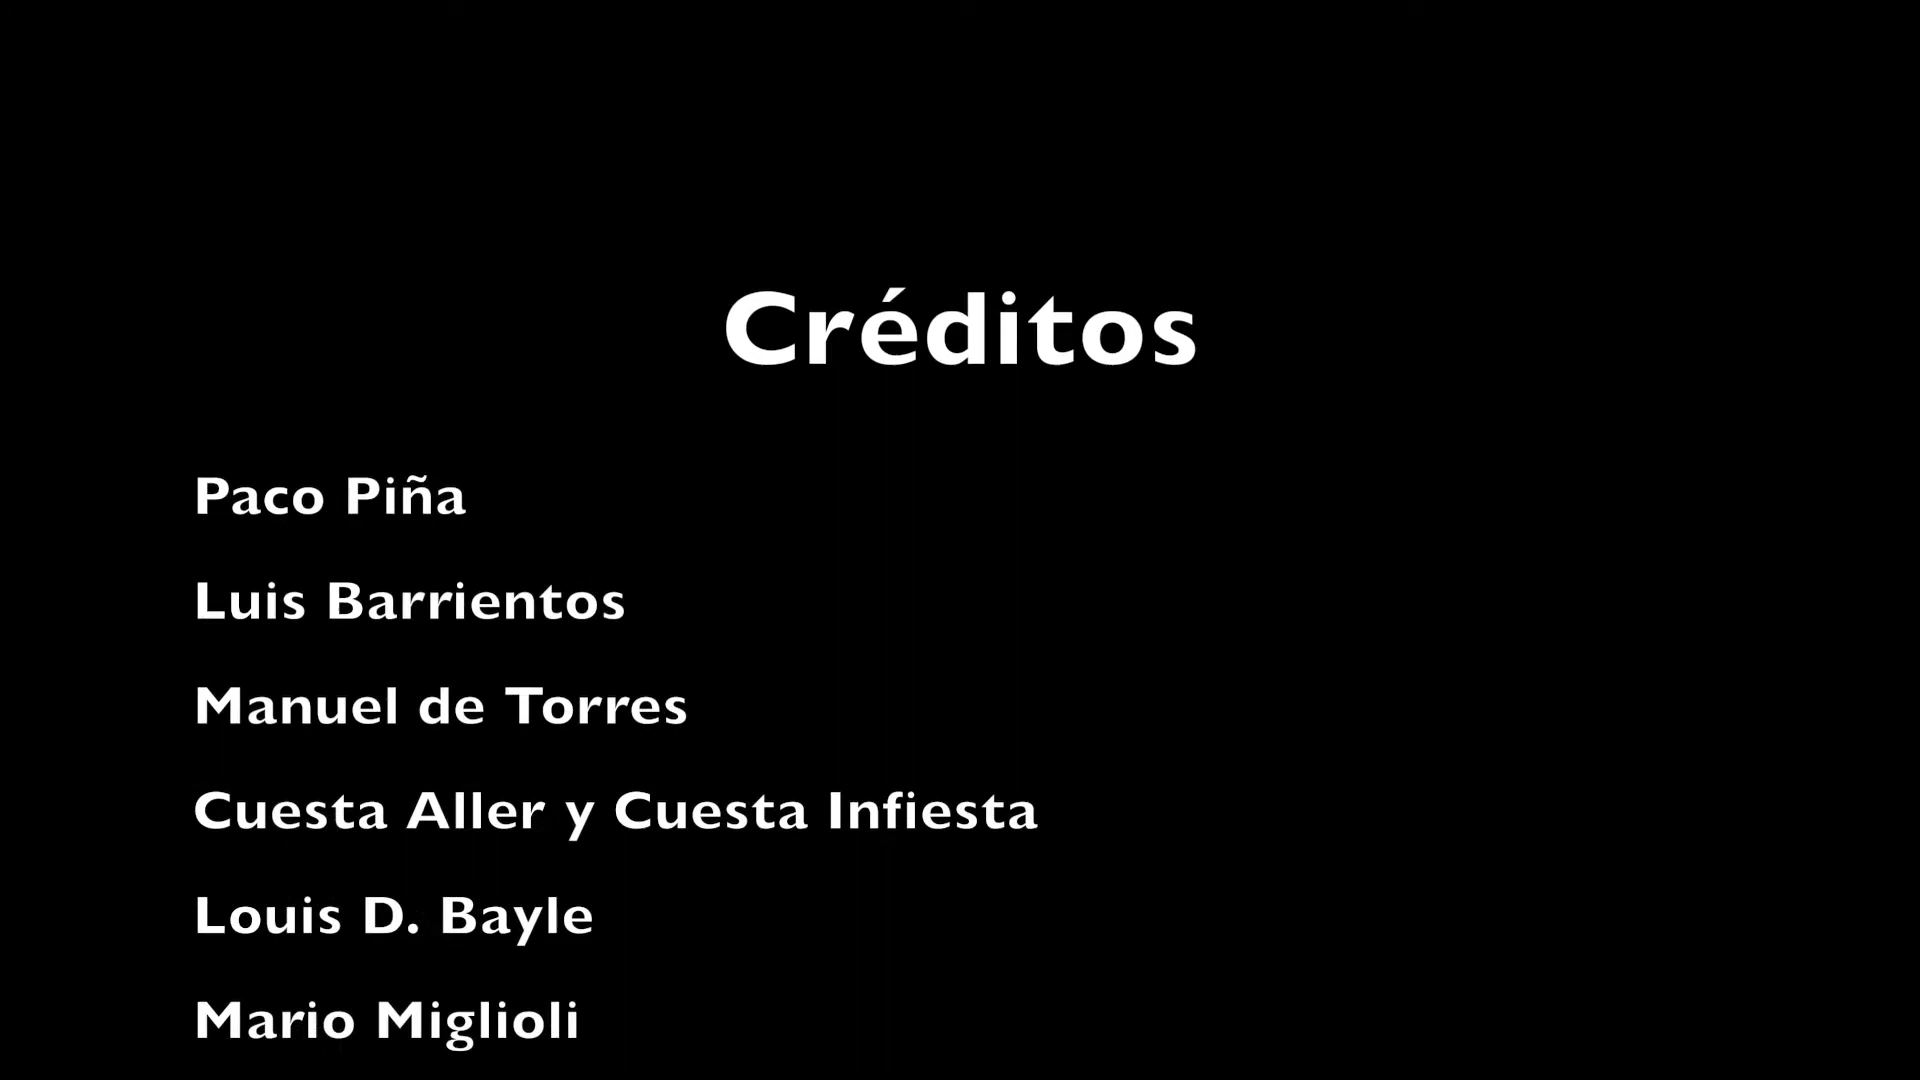 Créditos
Paco Piña
Luis Barrientos
Manuel de Torres
Cuesta Aller y Cuesta Infiesta
Louis D. Bayle
Mario Miglioli